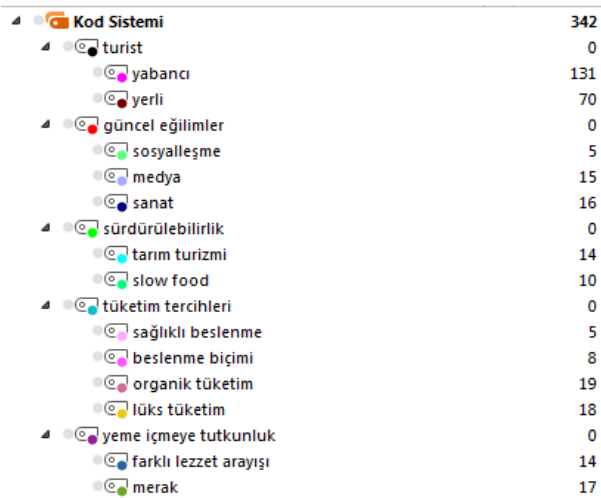 Kod Sistemi 342
turist 0
yabancı 131
yerli 70
güncel eğilimler 0
sosyalleşme 5
medya 15
sanat 16
sürdürülebilirlik 0
tarım turizmi 14
slow food 10
tüketim tercihleri 0
sağlıklı beslenme 5
beslenme biçimi 8
organik tüketim 19
lüks tüketim 18
yeme içmeye tutkunluk 0
farklı lezzet arayışı 14
merak 17